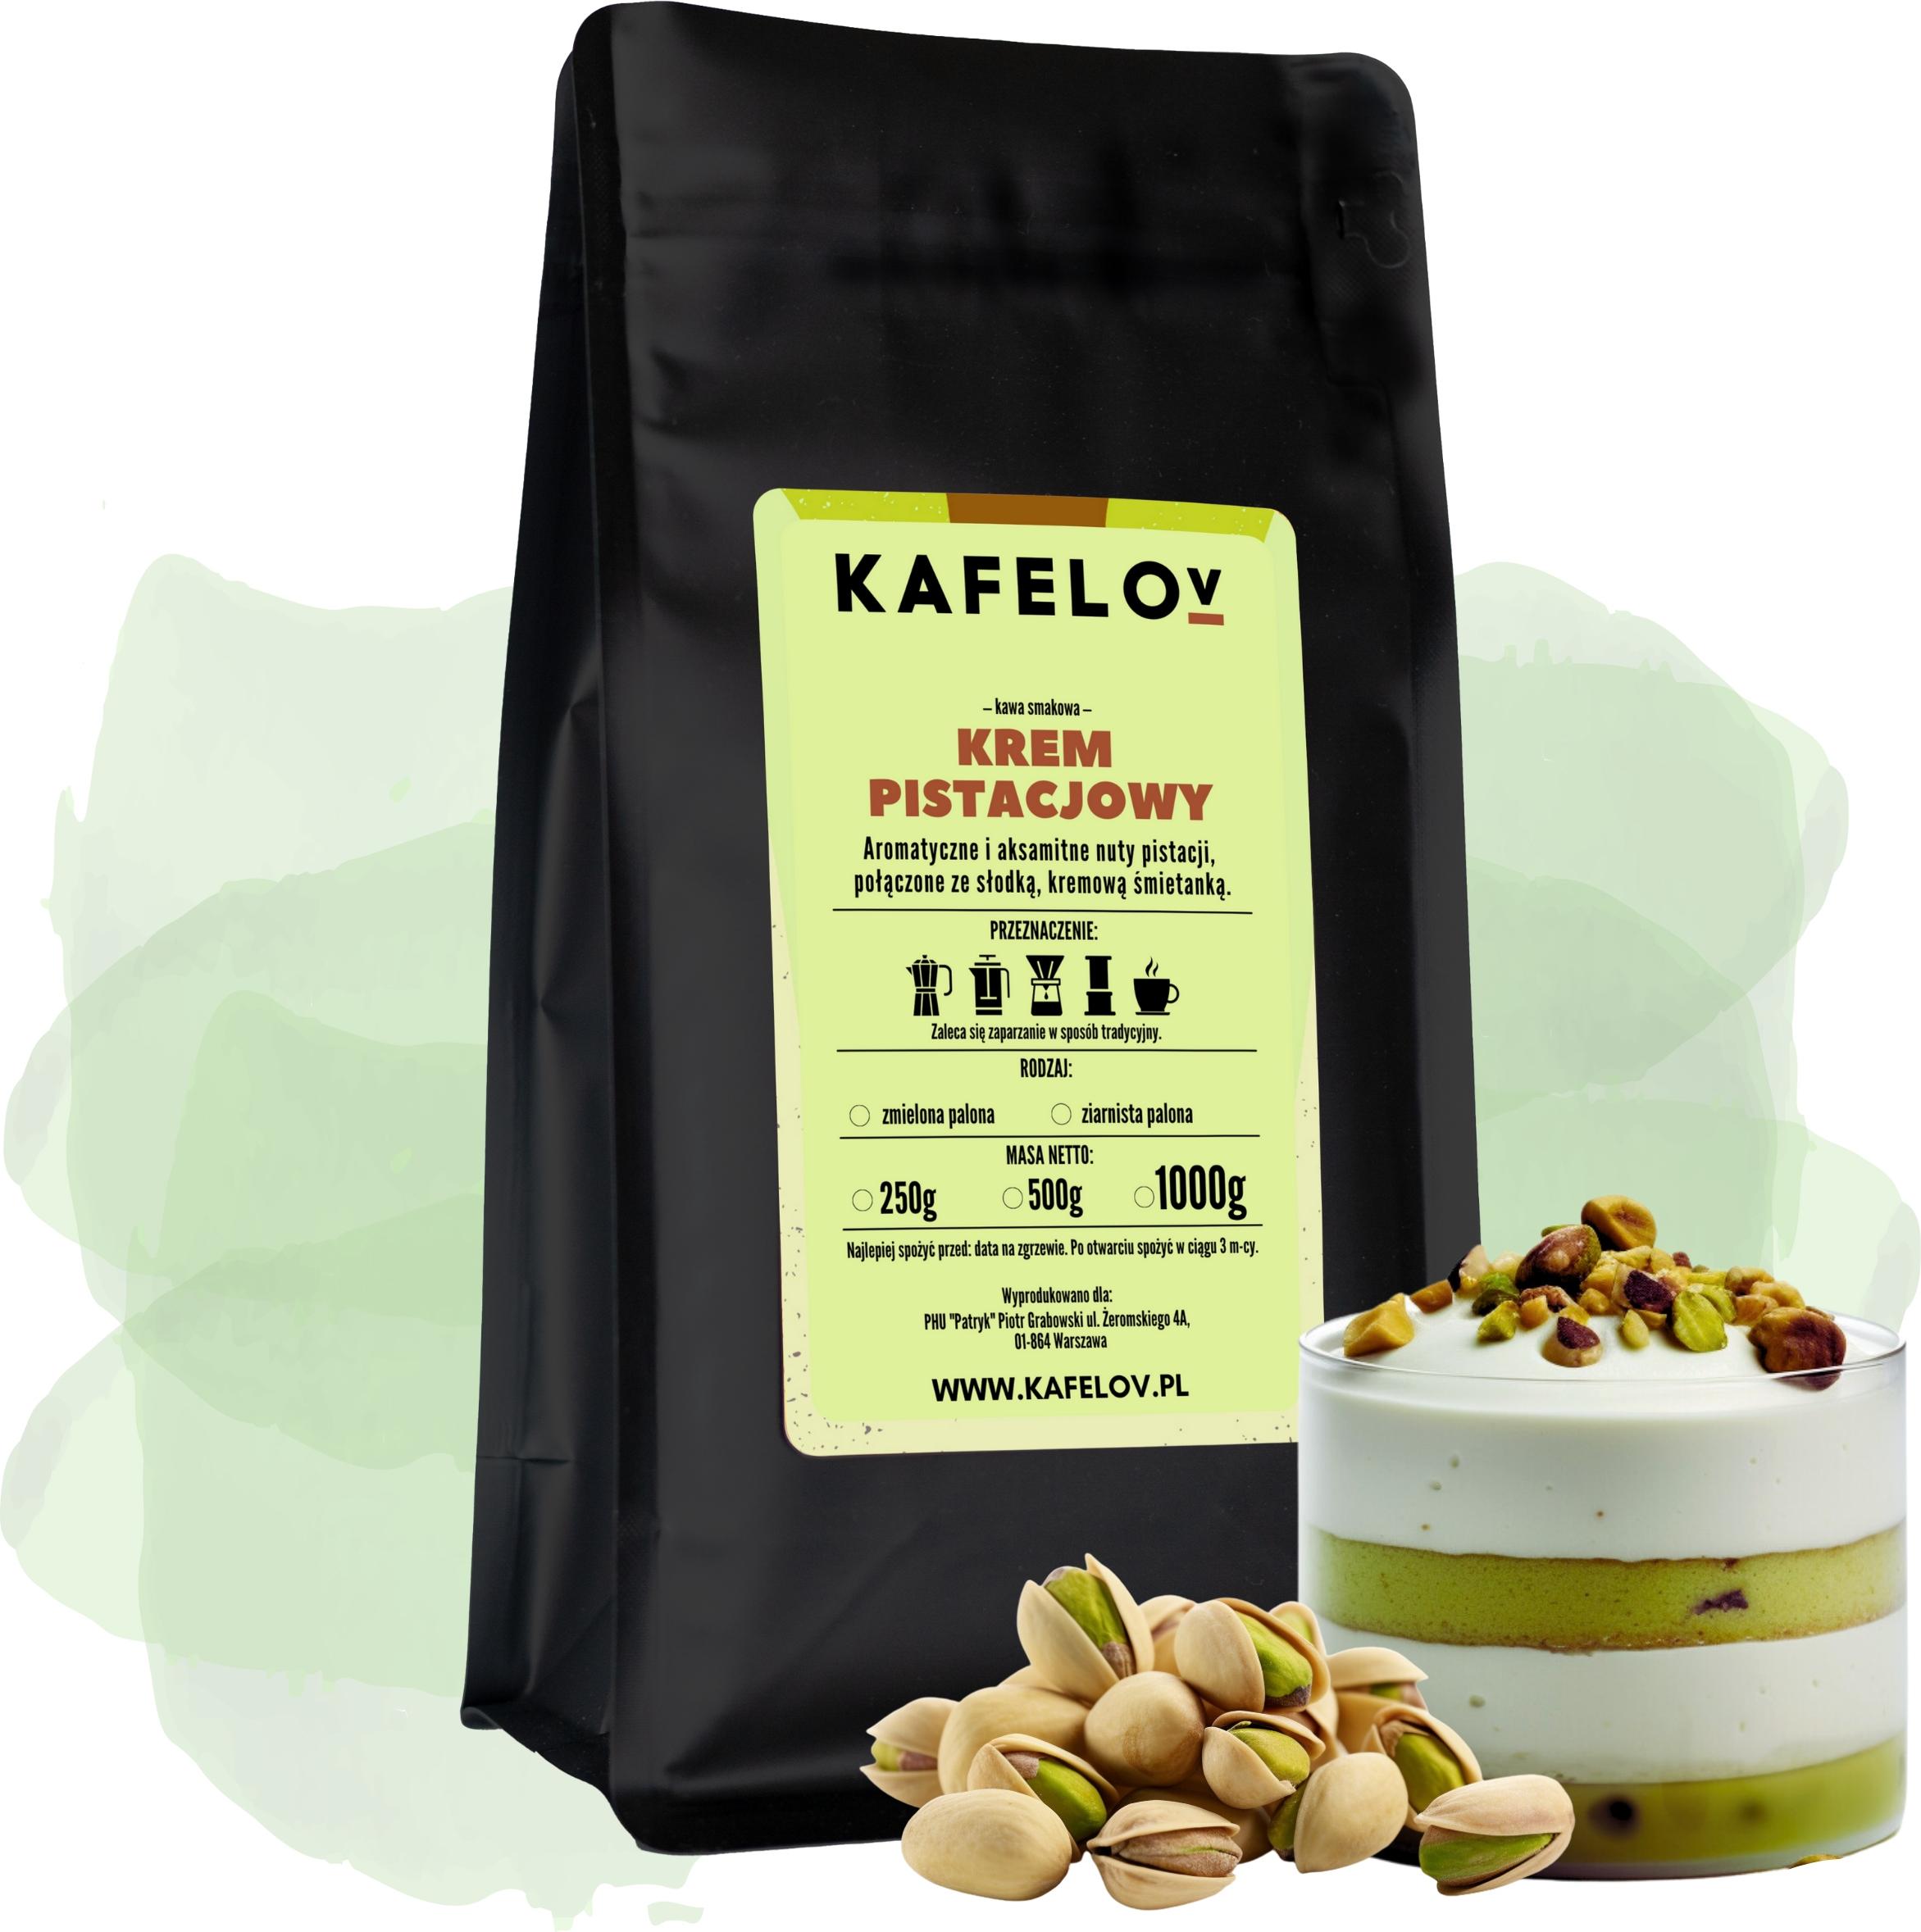 KAFELOV
– kawa smakowa –
KREM
PISTACJOWY
Aromatyczne i aksamitne nuty pistacji,
połączone ze słodką, kremową śmietanką.
PRZEZNACZENIE:
Zaleca się zaparzanie w sposób tradycyjny.
RODZAJ:
zmielona palona ziarnista palona
MASA NETTO:
250g 500g 1000g
Najlepiej spożyć przed: data na zgrzewie. Po otwarciu spożyć w ciągu 3 m-cy.
Wyprodukowano dla:
PHU "Patryk" Piotr Grabowski ul. Żeromskiego 4A,
01-864 Warszawa
WWW.KAFELOV.PL